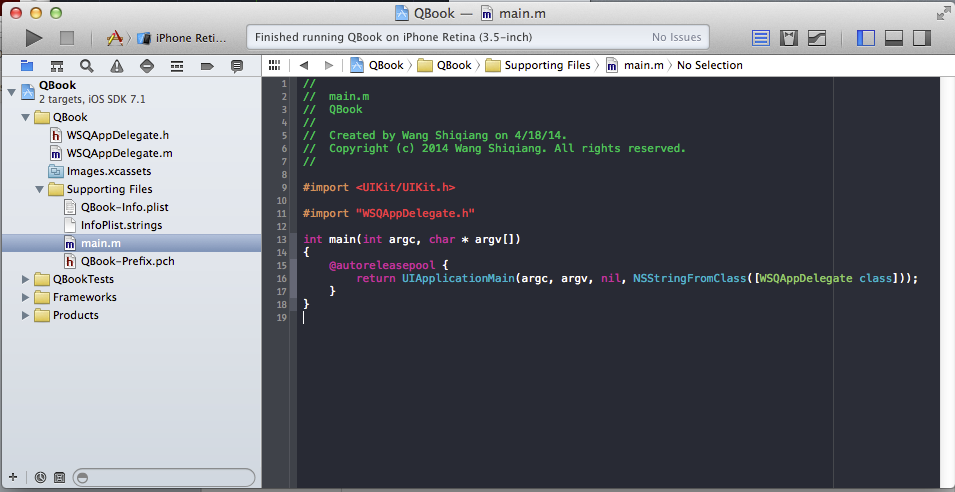 QBook — main.m
iPhone Reti...
Finished running QBook on iPhone Retina (3.5-inch)
No Issues
QBook
QBook
Supporting Files
main.m
No Selection
QBook
2 targets, iOS SDK 7.1
QBook
WSQAppDelegate.h
WSQAppDelegate.m
Images.xcassets
Supporting Files
QBook-Info.plist
InfoPlist.strings
main.m
QBook-Prefix.pch
QBookTests
Frameworks
Products
1 //
2 //  main.m
3 //  QBook
4 //
5 //  Created by Wang Shiqiang on 4/18/14.
6 //  Copyright (c) 2014 Wang Shiqiang. All rights reserved.
7 //
8
9 #import <UIKit/UIKit.h>
10
11 #import "WSQAppDelegate.h"
12
13 int main(int argc, char * argv[])
14 {
15     @autoreleasepool {
16         return UIApplicationMain(argc, argv, nil, NSStringFromClass([WSQAppDelegate class]));
17     }
18 }
19